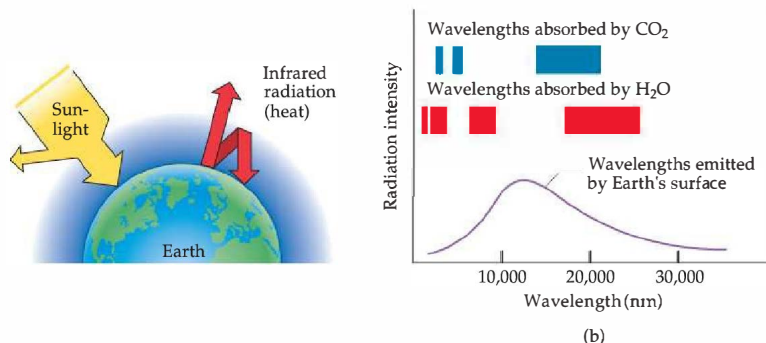 Sun-
light
Infrared
radiation
(heat)
Earth
Wavelengths absorbed by CO₂
Wavelengths absorbed by H₂O
Radiation intensity
Wavelengths emitted
by Earth's surface
10,000 20,000 30,000
Wavelength (nm)
(b)